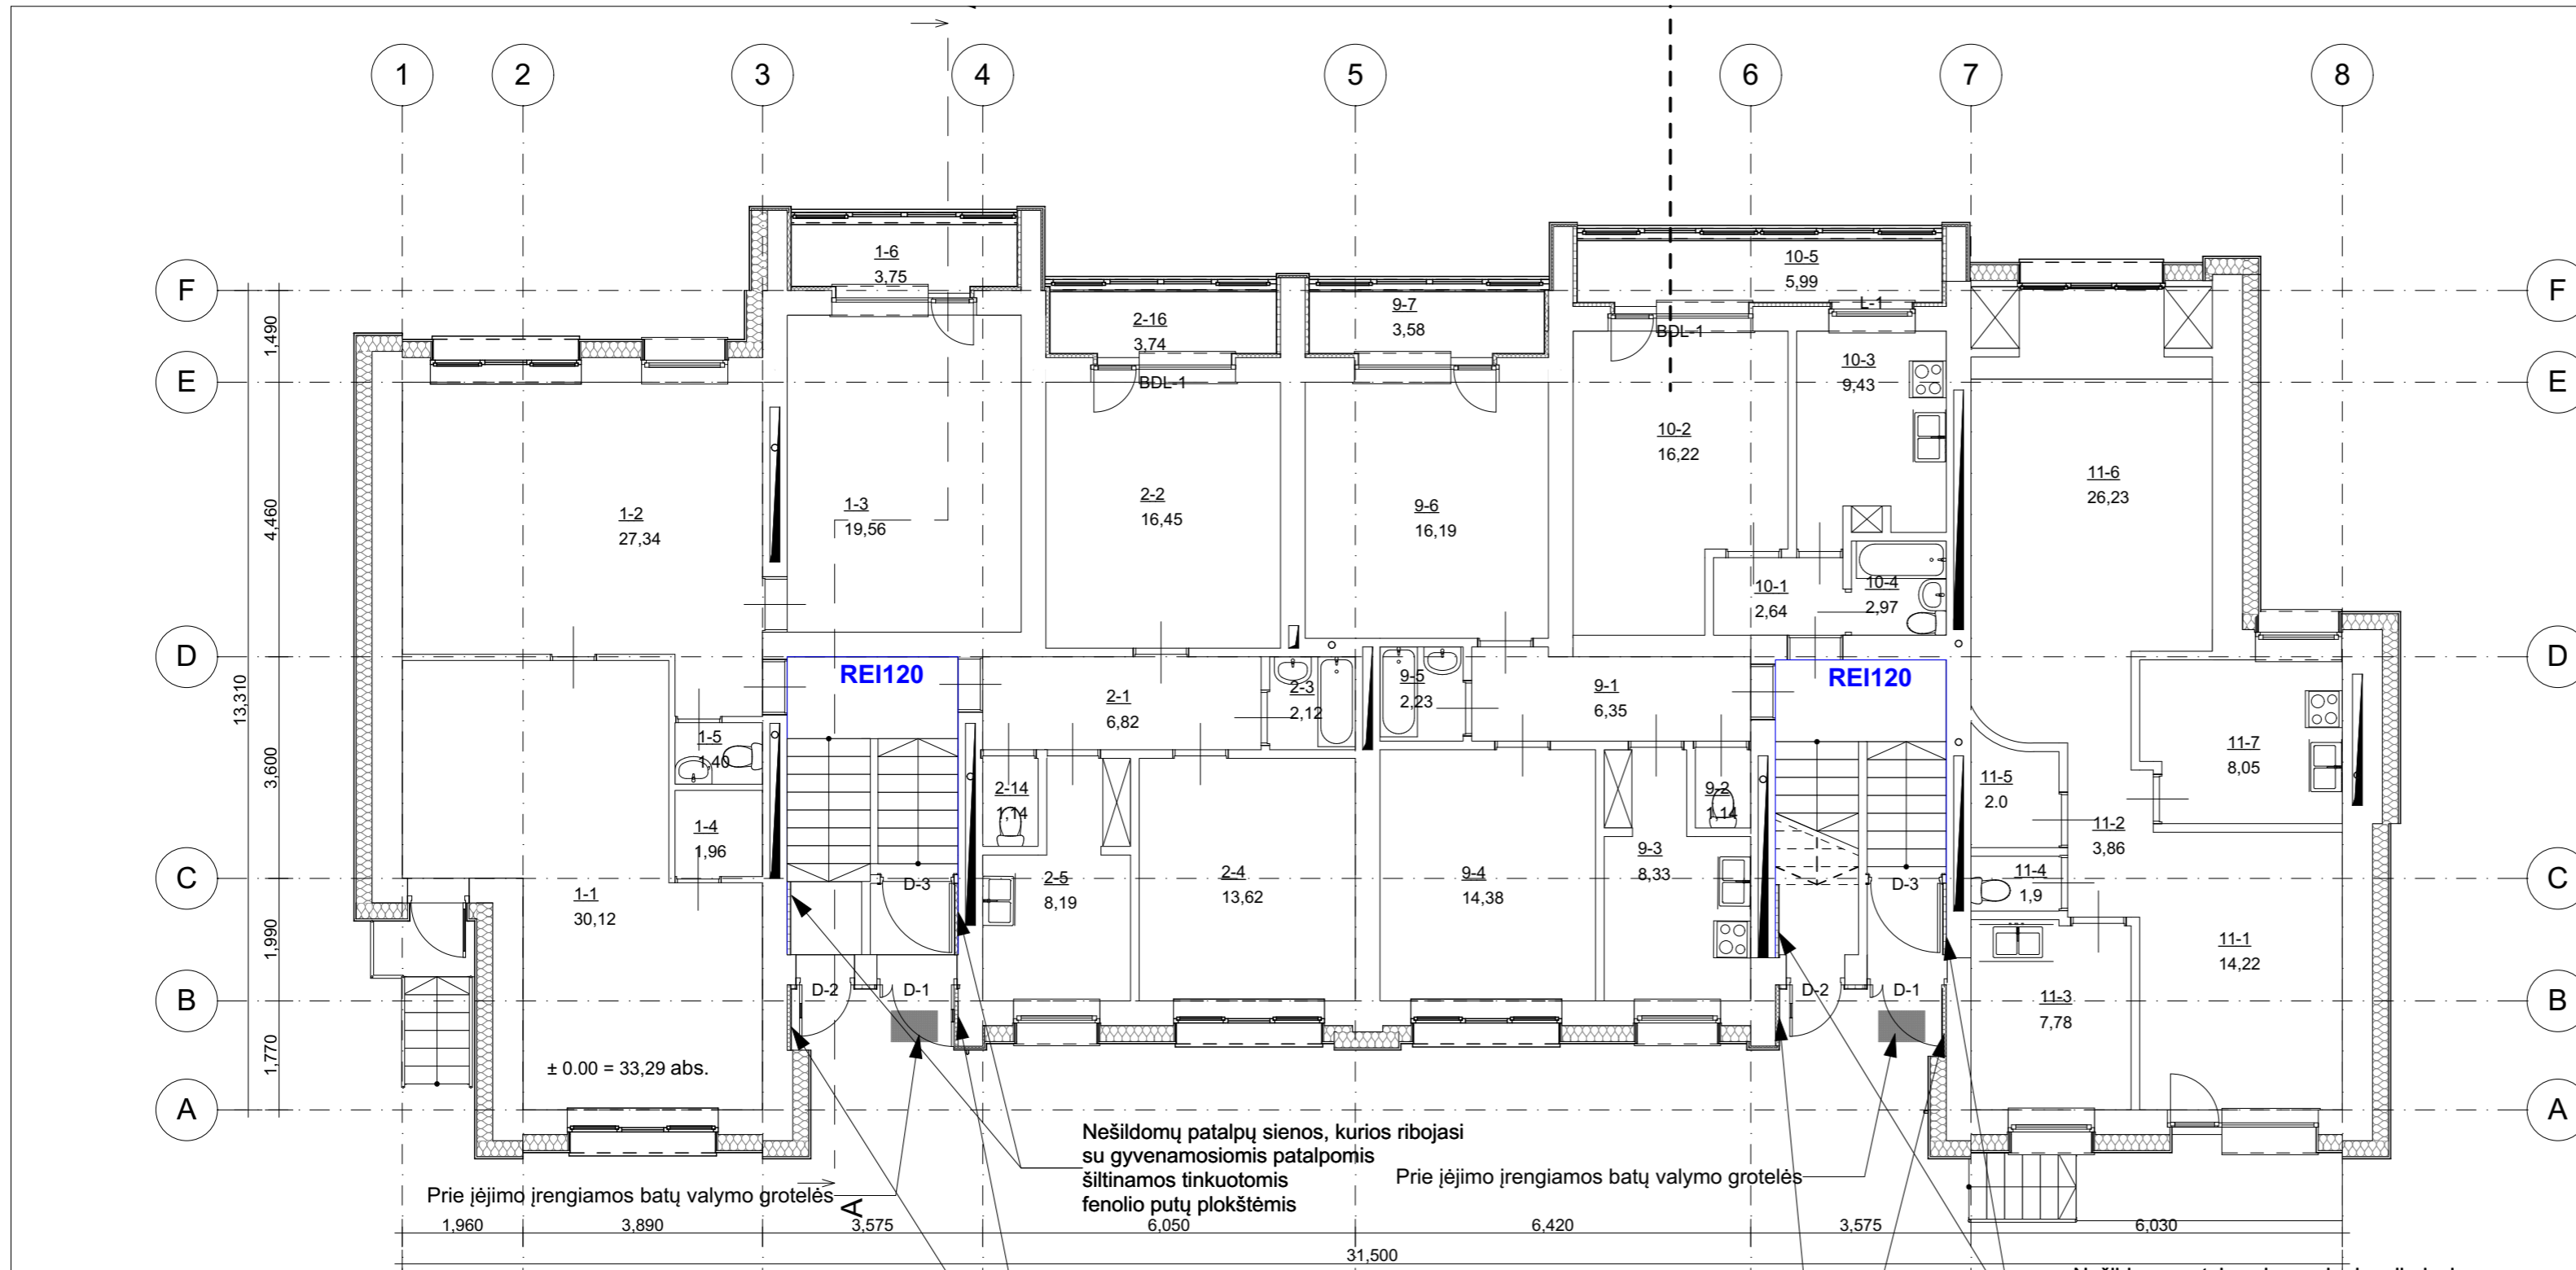 1 2 3 4 5 6 7 8
F F
E E
D D
C C
B B
A A
1,490
4,460
13,310
3,600
1,990
1,770
1-6
3,75
2-16
3,74
9-7
3,58
10-5
5,99
L-1
BDL-1
BDL-1
10-3
9,43
10-2
16,22
11-6
26,23
1-2
27,34
1-3
19,56
2-2
16,45
9-6
16,19
10-1
2,64
10-4
2,97
REI120
REI120
2-1
6,82
2-3
2,12
9-5
2,23
9-1
6,35
1-5
1,40
11-7
8,05
2-14
1,14
9-2
1,14
11-5
2.0
1-4
1,96
11-2
3,86
9-3
8,33
D-3
D-3
2-5
8,19
2-4
13,62
9-4
14,38
11-4
1,9
1-1
30,12
11-1
14,22
D-2
D-1
D-2
D-1
11-3
7,78
± 0.00 = 33,29 abs.
Nešildomų patalpų sienos, kurios ribojasi
su gyvenamosiomis patalpomis
šiltinamos tinkuotomis
fenolio putų plokštėmis
Prie įėjimo įrengiamos batų valymo grotelės
Prie įėjimo įrengiamos batų valymo grotelės
A
1,960 3,890 3,575 6,050 6,420 3,575 6,030
31,500